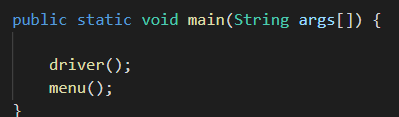 public static void main(String args[]) {
driver();
menu();
}